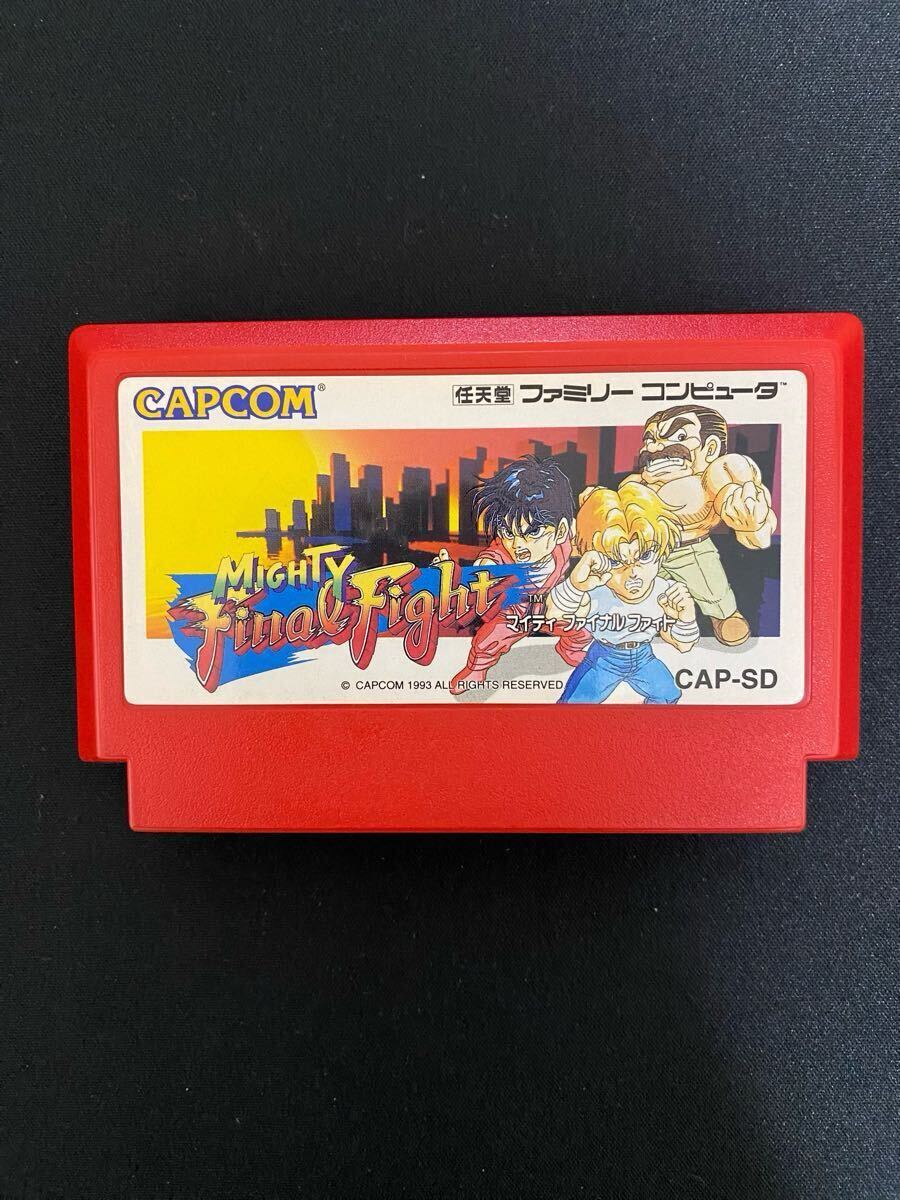 CAPCOM®
任天堂 ファミリー コンピュータ™
MIGHTY
Final Fight ™
マイティ ファイナル ファイト
© CAPCOM 1993 ALL RIGHTS RESERVED
CAP-SD